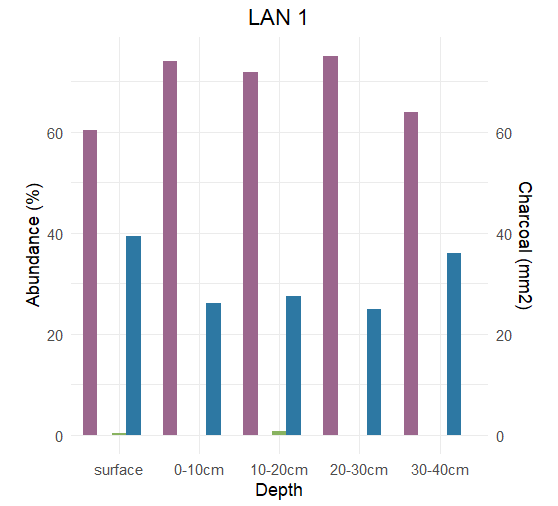 LAN 1
Abundance (%)
60
40
20
0
60
40
20
0
Charcoal (mm2)
surface 0-10cm 10-20cm 20-30cm 30-40cm
Depth